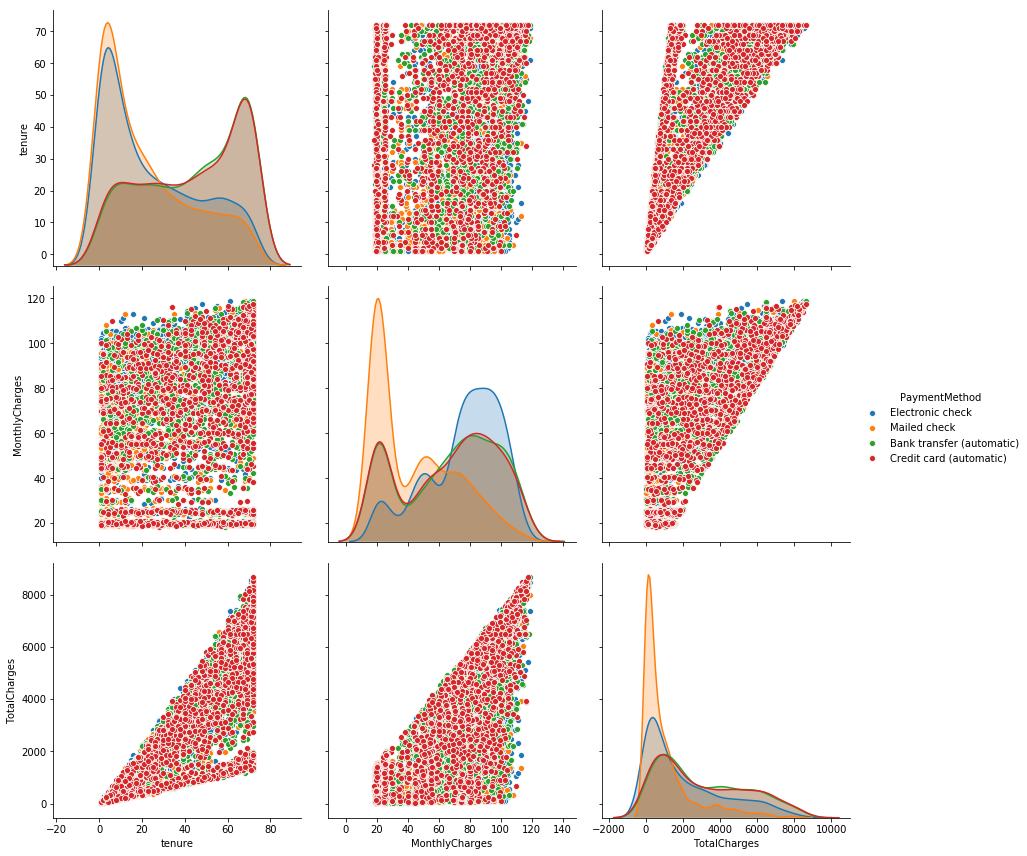 70
60
50
40
30
20
10
0
tenure
120
100
80
60
40
20
MonthlyCharges
PaymentMethod
Electronic check
Mailed check
Bank transfer (automatic)
Credit card (automatic)
8000
6000
4000
2000
0
TotalCharges
−20 0 20 40 60 80
tenure
0 20 40 60 80 100 120 140
MonthlyCharges
−2000 0 2000 4000 6000 8000 10000
TotalCharges